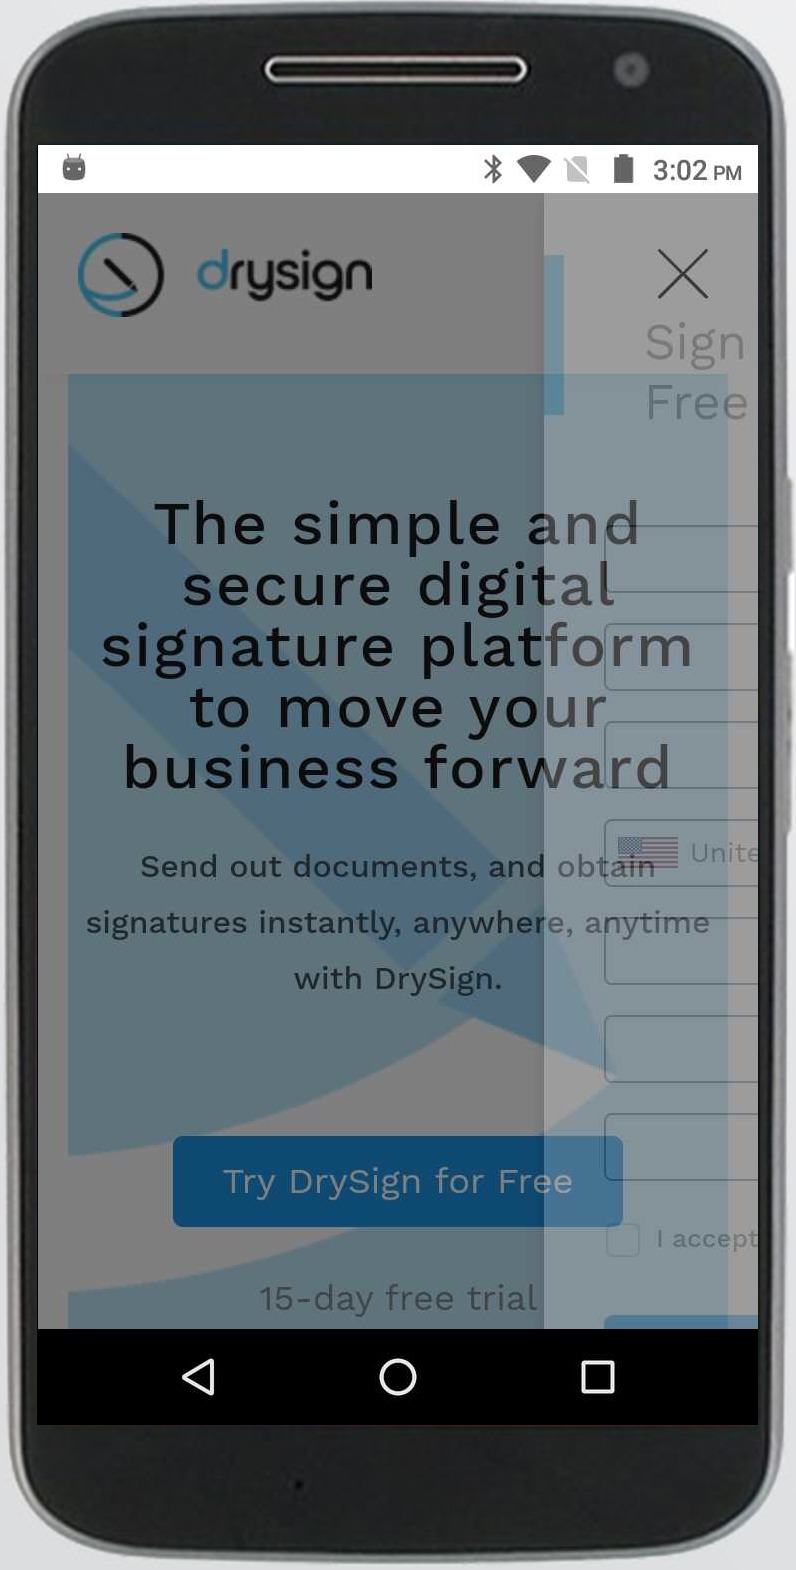 3:02 PM
drysign
Sign
Free
The simple and
secure digital
signature platform
to move your
business forward
Unite
Send out documents, and obtain
signatures instantly, anywhere, anytime
with DrySign.
Try DrySign for Free
I accept
15-day free trial